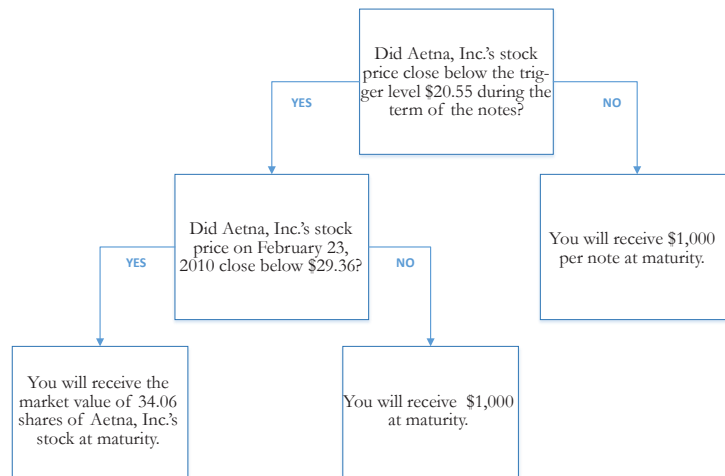 Did Aetna, Inc.'s stock
price close below the trig-
ger level $20.55 during the
term of the notes?
YES
NO
Did Aetna, Inc.'s stock
price on February 23,
2010 close below $29.36?
You will receive $1,000
per note at maturity.
YES
NO
You will receive the
market value of 34.06
shares of Aetna, Inc.'s
stock at maturity.
You will receive $1,000
at maturity.